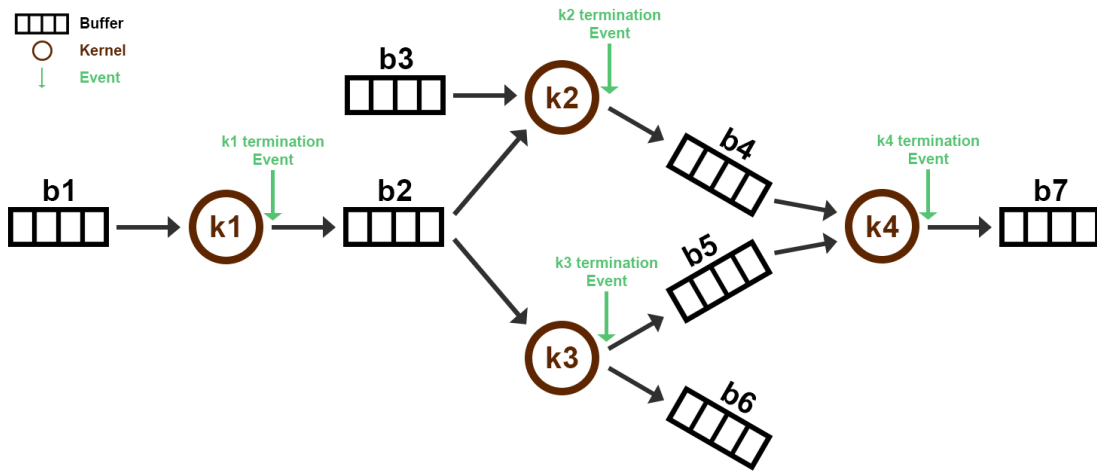 Buffer
Kernel
Event
k2 termination
Event
b3
k2
k1 termination
Event
b4
k4 termination
Event
b1
k1
b2
b5
k4
b7
k3 termination
Event
k3
b6